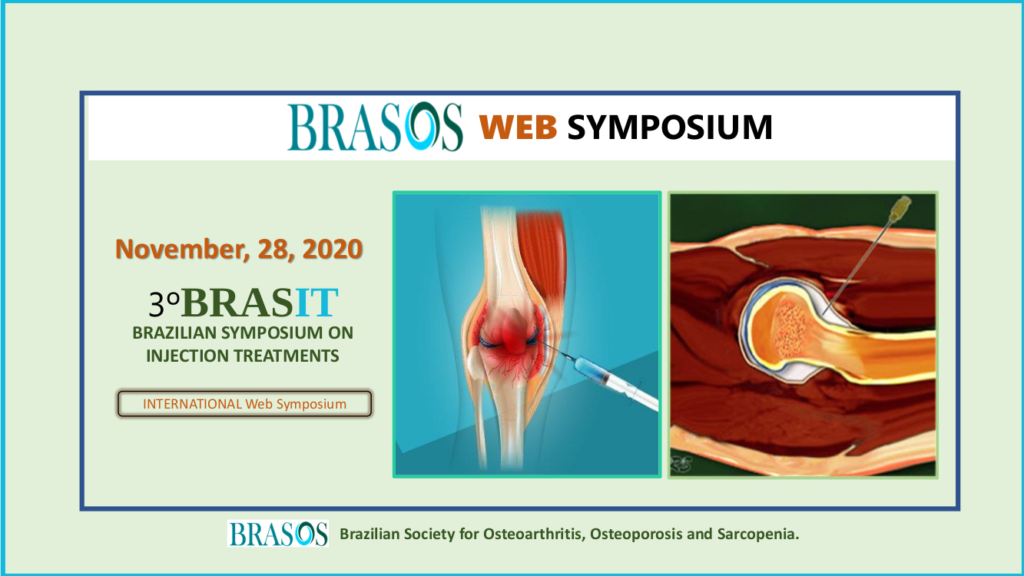 BRASOS WEB SYMPOSIUM
November, 28, 2020
3ºBRASIT
BRAZILIAN SYMPOSIUM ON
INJECTION TREATMENTS
INTERNATIONAL Web Symposium
BRASOS Brazilian Society for Osteoarthritis, Osteoporosis and Sarcopenia.